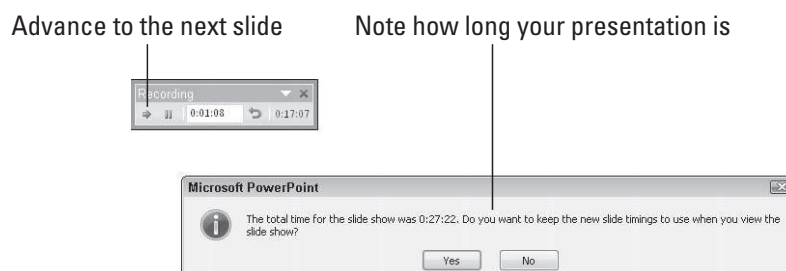 Advance to the next slide
Note how long your presentation is
Recording
0:01:08 0:17:07
Microsoft PowerPoint
The total time for the slide show was 0:27:22. Do you want to keep the new slide timings to use when you view the
slide show?
Yes No